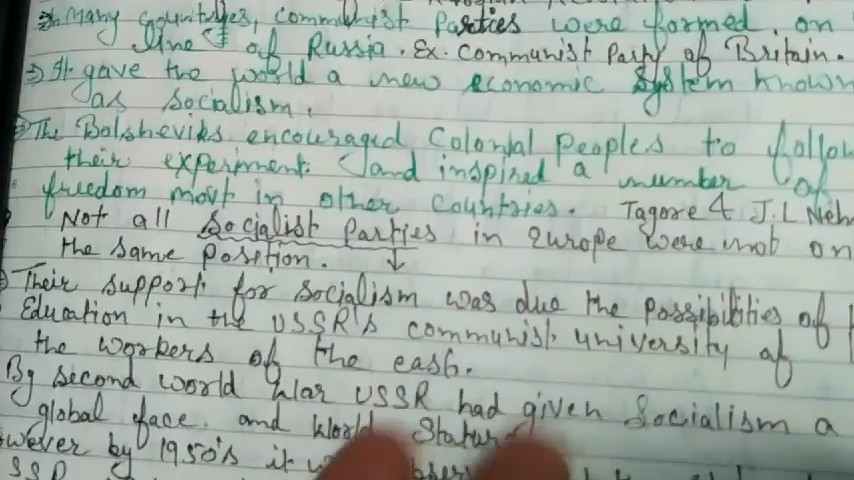 In Many Countries, communist Parties were formed on
line of Russia. Ex. Communist Party of Britain.
It gave the world a new economic System known
as Socialism.
The Bolsheviks encouraged Colonial Peoples to follow
their experiment. and inspired a number of
freedom movt in other Countries. Tagore & J.L Neh
Not all Socialist Parties in Europe were not on
the same position.
Their support for socialism was due the possibilities of
Education in the USSR's communist university of
the workers of the east.
By second world War USSR had given Socialism a
global face and World Status
wever by 1950's it